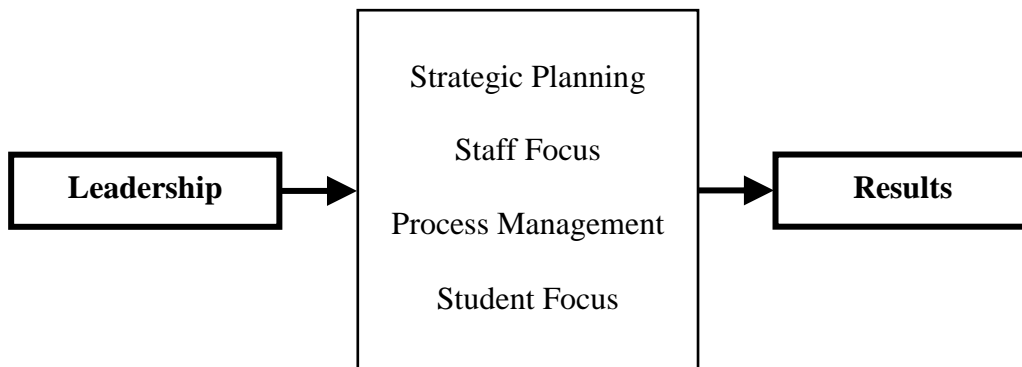 Leadership
Strategic Planning
Staff Focus
Process Management
Student Focus
Results